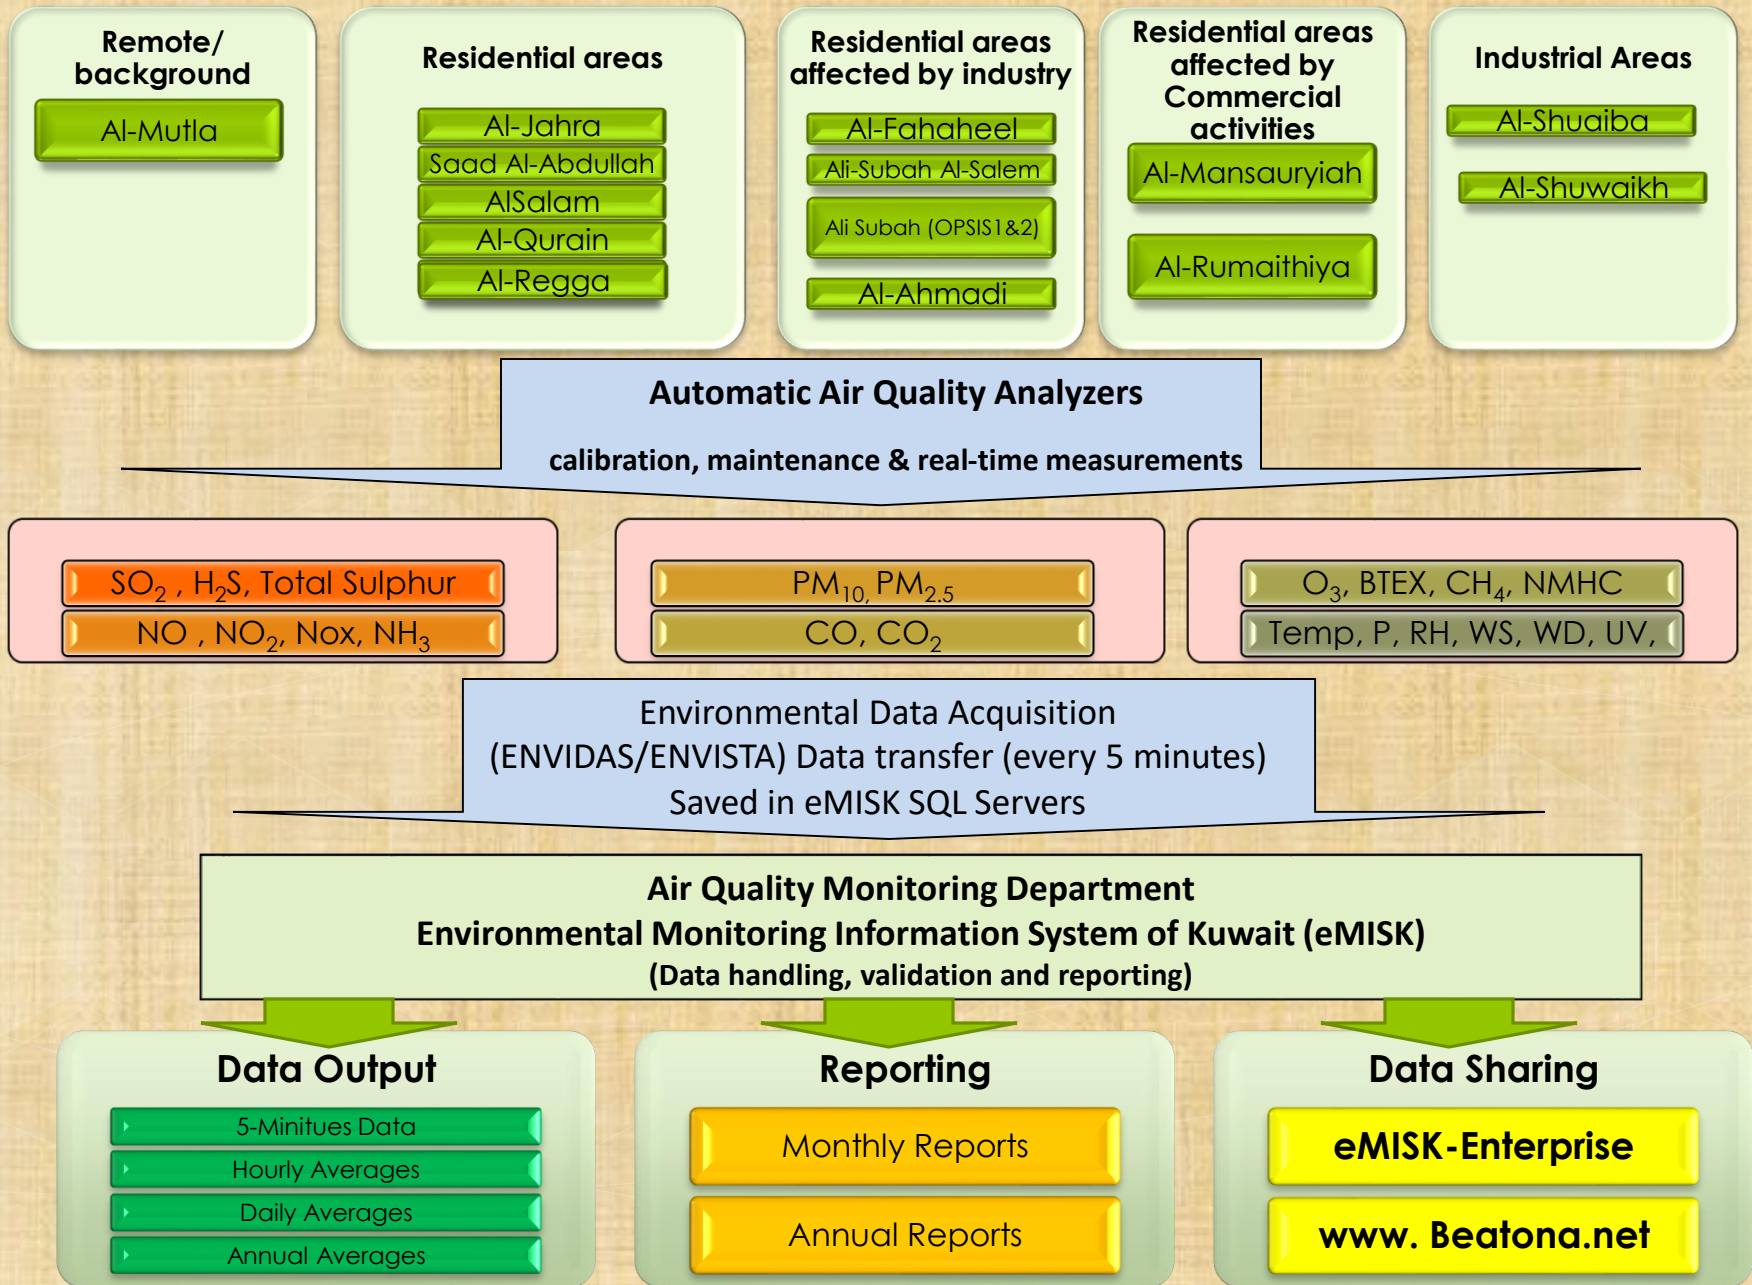 Remote/
background
Al-Mutla
Residential areas
Al-Jahra
Saad Al-Abdullah
AlSalam
Al-Qurain
Al-Regga
Residential areas
affected by industry
Al-Fahaheel
Ali-Subah Al-Salem
Ali Subah (OPSIS1&2)
Al-Ahmadi
Residential areas
affected by
Commercial
activities
Al-Mansauryiah
Al-Rumaithiya
Industrial Areas
Al-Shuaiba
Al-Shuwaikh
Automatic Air Quality Analyzers
calibration, maintenance & real-time measurements
SO₂ , H₂S, Total Sulphur
NO , NO₂, Nox, NH₃
PM₁₀, PM₂.₅
CO, CO₂
O₃, BTEX, CH₄, NMHC
Temp, P, RH, WS, WD, UV,
Environmental Data Acquisition
(ENVIDAS/ENVISTA) Data transfer (every 5 minutes)
Saved in eMISK SQL Servers
Air Quality Monitoring Department
Environmental Monitoring Information System of Kuwait (eMISK)
(Data handling, validation and reporting)
Data Output
5-Minitues Data
Hourly Averages
Daily Averages
Annual Averages
Reporting
Monthly Reports
Annual Reports
Data Sharing
eMISK-Enterprise
www. Beatona.net